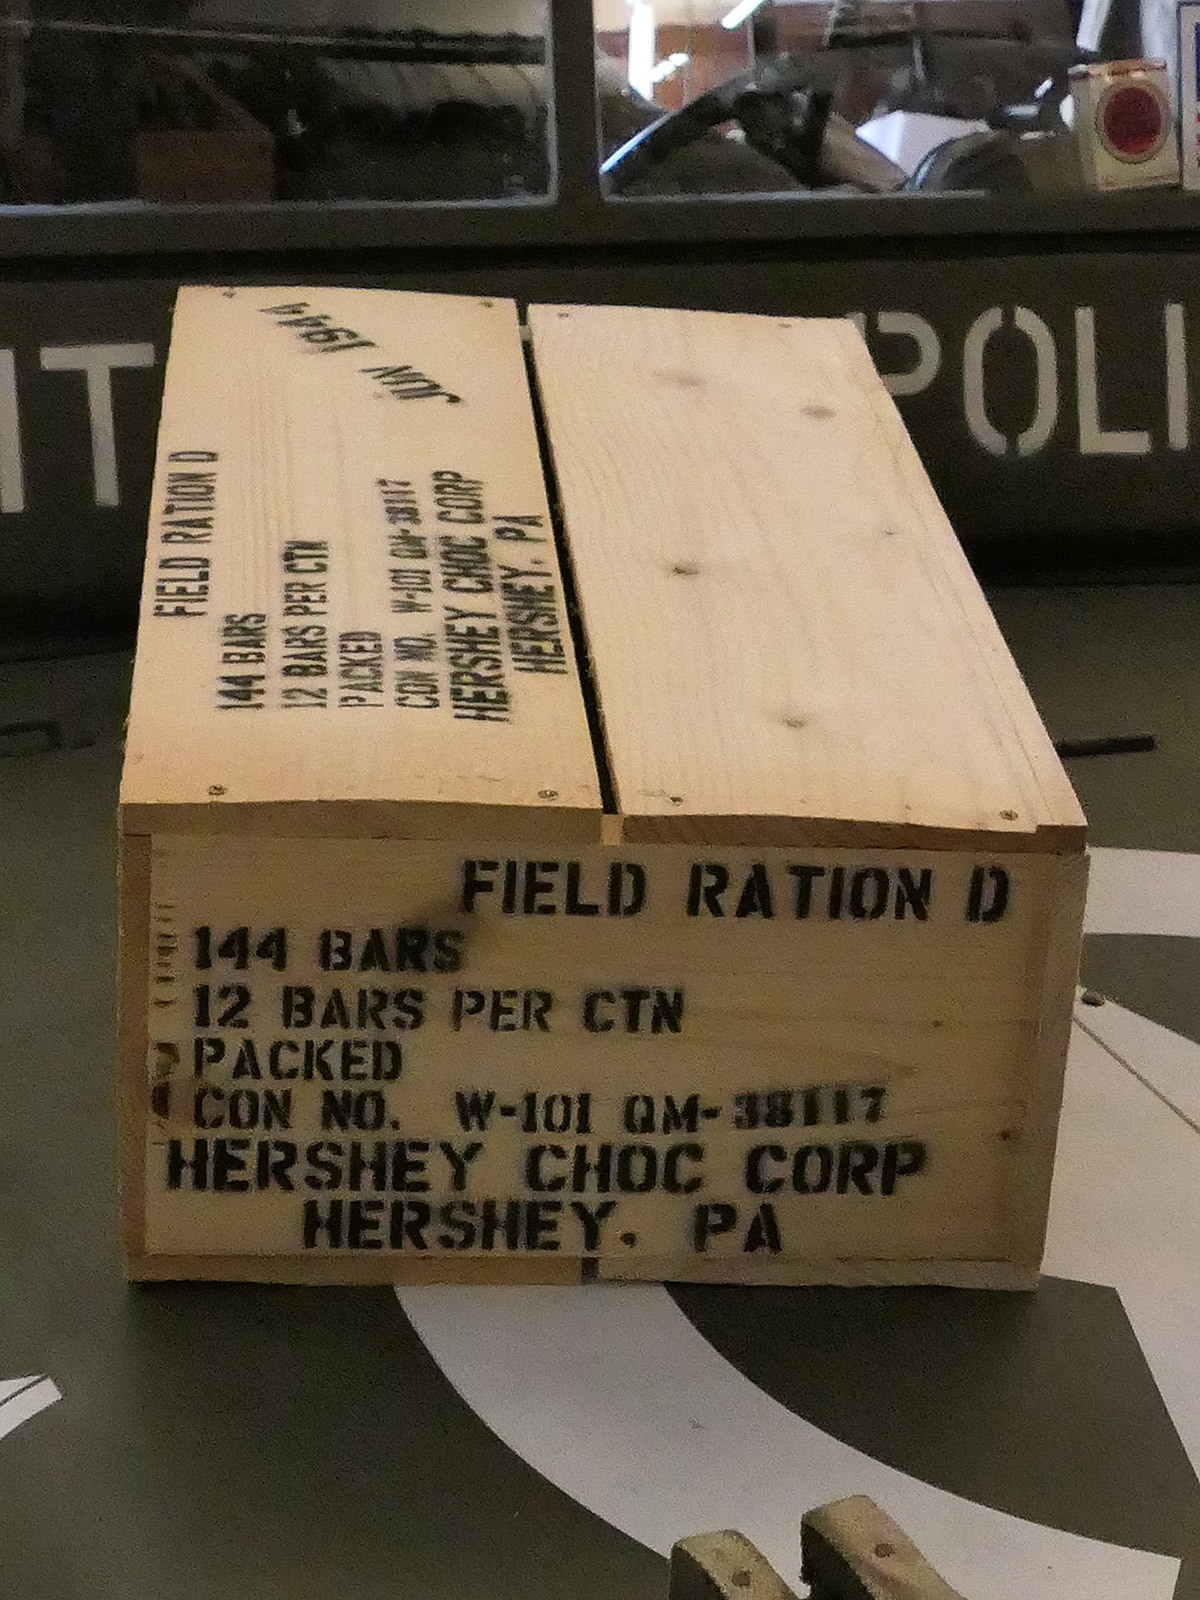 IT
POLI
JUN 1944
FIELD RATION D
144 BARS
12 BARS PER CTN
PACKED
CON NO. W-101 QM-38117
HERSHEY CHOC CORP
HERSHEY. PA
FIELD RATION D
144 BARS
12 BARS PER CTN
PACKED
CON NO. W-101 QM-38117
HERSHEY CHOC CORP
HERSHEY. PA